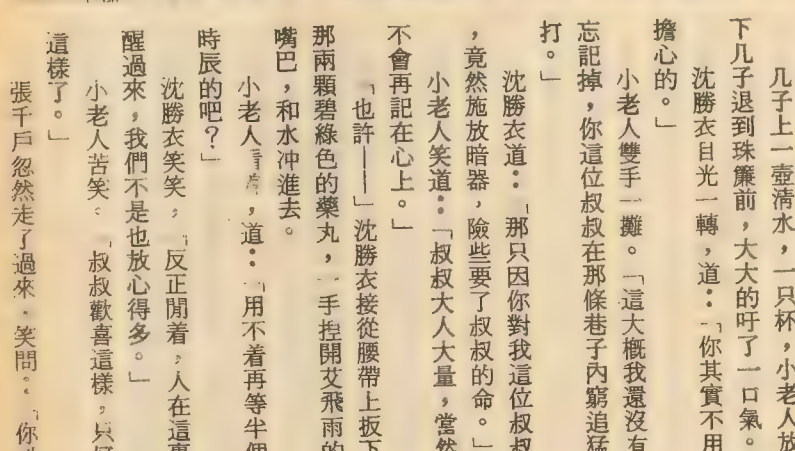 几子上一壺清水，一只杯，小老人放
下几子退到珠簾前，大大的吁了一口氣。
沈勝衣目光一轉，道：「你其實不用
擔心的。」
小老人雙手一攤。「這大概我還沒有
忘記掉，你這位叔叔在那條巷子內窮追猛
打。」
沈勝衣道：「那只因你對我這位叔叔
，竟然施放暗器，險些要了叔叔的命。」
小老人笑道：「叔叔大人大量，當然
不會再記在心上。」
「也許——」沈勝衣接從腰帶上扳下
那兩顆碧綠色的藥丸，一手揑開艾飛雨的
嘴巴，和水冲進去。
小老人看着，道：「用不着再等半個
時辰的吧？」
沈勝衣笑笑，「反正閒着，人在這裏
醒過來，我們不是也放心得多。」
小老人苦笑。「叔叔歡喜這樣，只好
這樣了。」
張千戶忽然走了過來，笑問：「你